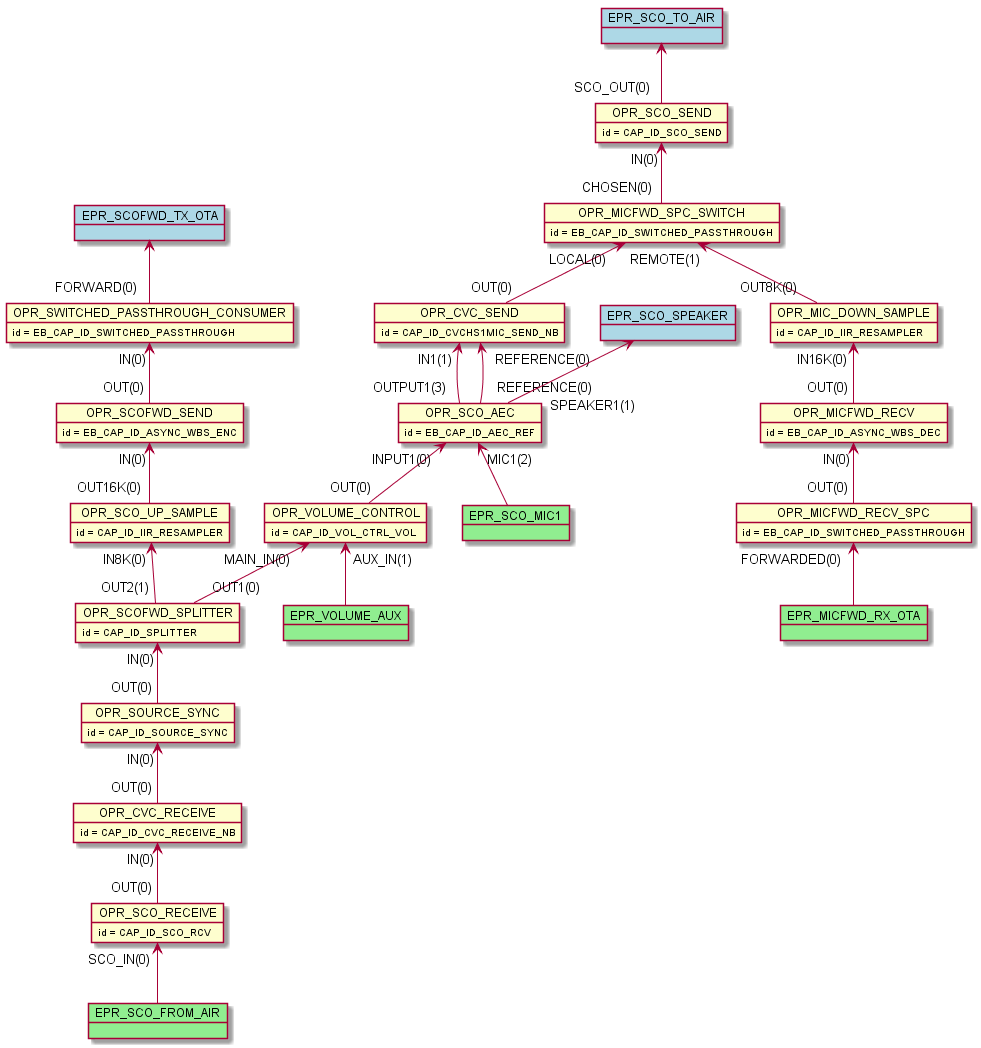 EPR_SCO_TO_AIR
SCO_OUT(0)
OPR_SCO_SEND
id = CAP_ID_SCO_SEND
IN(0)
CHOSEN(0)
OPR_MICFWD_SPC_SWITCH
id = EB_CAP_ID_SWITCHED_PASSTHROUGH
EPR_SCOFWD_TX_OTA
LOCAL(0)
REMOTE(1)
FORWARD(0)
OUT(0)
OUT8K(0)
OPR_SWITCHED_PASSTHROUGH_CONSUMER
id = EB_CAP_ID_SWITCHED_PASSTHROUGH
OPR_CVC_SEND
id = CAP_ID_CVCHS1MIC_SEND_NB
EPR_SCO_SPEAKER
OPR_MIC_DOWN_SAMPLE
id = CAP_ID_IIR_RESAMPLER
IN(0)
IN1(1)
REFERENCE(0)
IN16K(0)
OUT(0)
OUTPUT1(3)
REFERENCE(0)
SPEAKER1(1)
OUT(0)
OPR_SCOFWD_SEND
id = EB_CAP_ID_ASYNC_WBS_ENC
OPR_SCO_AEC
id = EB_CAP_ID_AEC_REF
OPR_MICFWD_RECV
id = EB_CAP_ID_ASYNC_WBS_DEC
IN(0)
INPUT1(0)
MIC1(2)
IN(0)
OUT16K(0)
OUT(0)
OUT(0)
OPR_SCO_UP_SAMPLE
id = CAP_ID_IIR_RESAMPLER
OPR_VOLUME_CONTROL
id = CAP_ID_VOL_CTRL_VOL
EPR_SCO_MIC1
OPR_MICFWD_RECV_SPC
id = EB_CAP_ID_SWITCHED_PASSTHROUGH
IN8K(0)
MAIN_IN(0)
AUX_IN(1)
FORWARDED(0)
OUT2(1)
OUT1(0)
OPR_SCOFWD_SPLITTER
id = CAP_ID_SPLITTER
EPR_VOLUME_AUX
EPR_MICFWD_RX_OTA
IN(0)
OUT(0)
OPR_SOURCE_SYNC
id = CAP_ID_SOURCE_SYNC
IN(0)
OUT(0)
OPR_CVC_RECEIVE
id = CAP_ID_CVC_RECEIVE_NB
IN(0)
OUT(0)
OPR_SCO_RECEIVE
id = CAP_ID_SCO_RCV
SCO_IN(0)
EPR_SCO_FROM_AIR